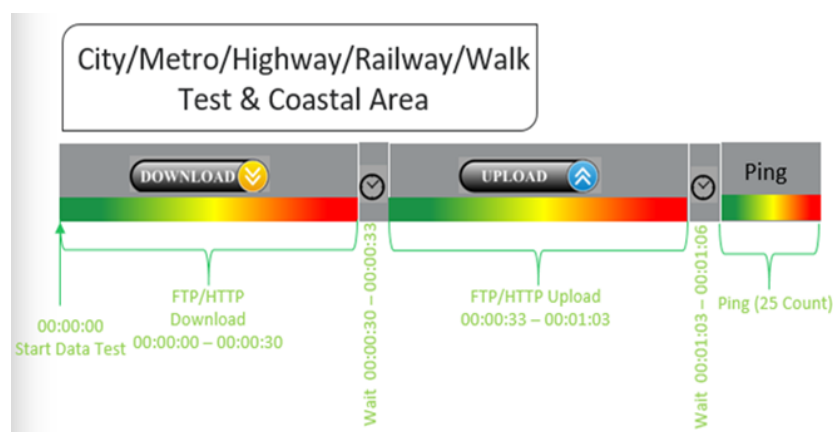 City/Metro/Highway/Railway/Walk
Test & Coastal Area
DOWNLOAD
UPLOAD
Ping
00:00:00
Start Data Test
FTP/HTTP
Download
00:00:00 – 00:00:30
Wait 00:00:30 – 00:00:33
FTP/HTTP Upload
00:00:33 – 00:01:03
Wait 00:01:03 – 00:01:06
Ping (25 Count)